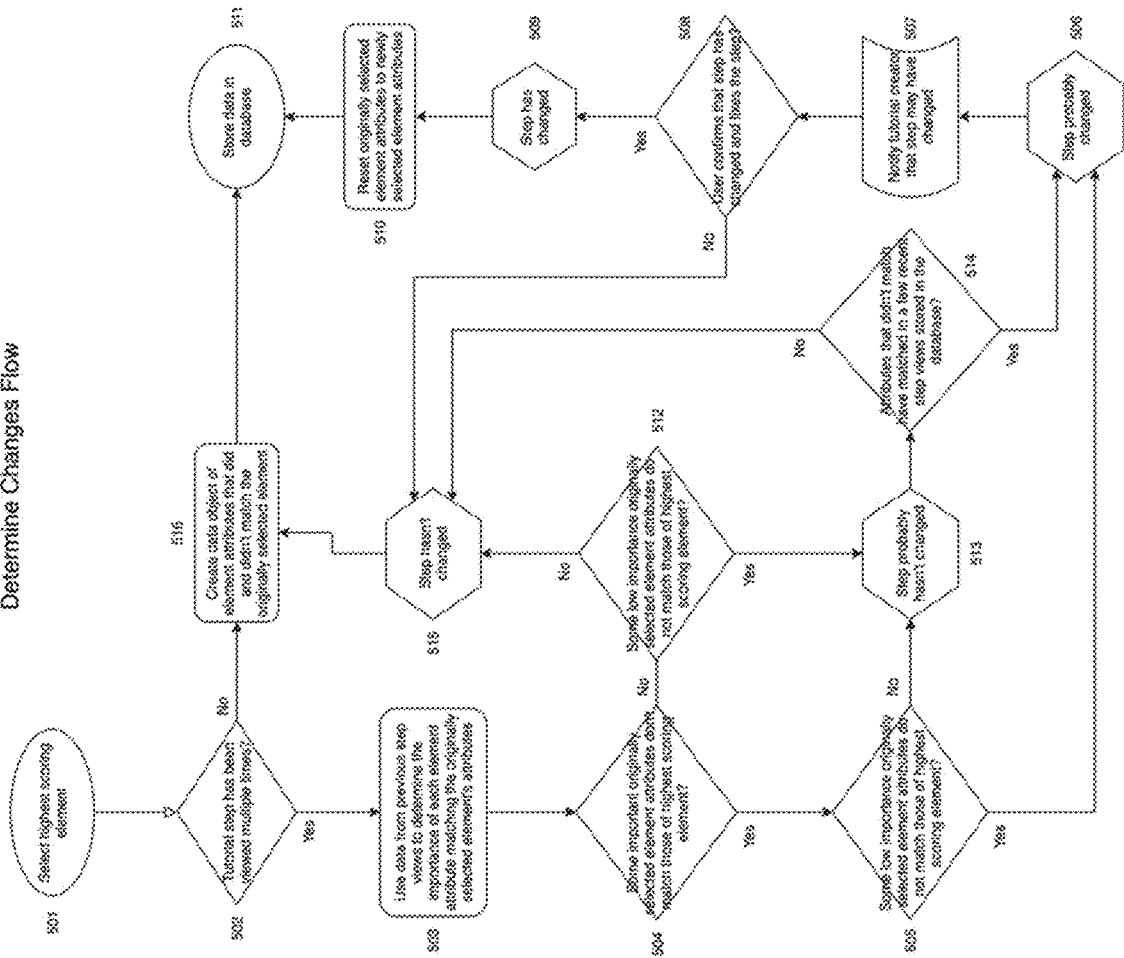 Determine Changes Flow
501
Select highest scoring
element
502
Tutorial step has been
viewed multiple times?
No
Yes
503
Use data from previous step
views to determine the
importance of each element
attribute matching the originally
selected element's attributes
504
Some important originally
selected element attributes don't
match those of highest scoring
element?
No
Yes
505
Some low importance originally
selected element attributes do
not match those of highest
scoring element?
No
Yes
516
Create data object of
element attributes that did
and didn't match the
originally selected element
515
Step hasn't
changed
512
Some low importance originally
selected element attributes do
not match those of highest
scoring element?
No
Yes
Step probably
hasn't changed
513
Attributes that didn't match
have matched in a few recent
step views stored in the
database?
514
No
Yes
511
Store data in
database
510
Reset originally selected
element attributes to newly
selected element attributes
509
Step has
changed
508
User confirms that step has
changed and fixes the step?
Yes
No
507
Notify tutorial creator
that step may have
changed
506
Step probably
changed